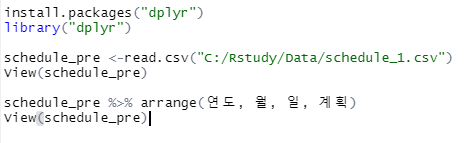 install.packages("dplyr")
library("dplyr")
schedule_pre <-read.csv("C:/Rstudy/Data/schedule_1.csv")
View(schedule_pre)
schedule_pre %>% arrange(연도, 월, 일, 계획)
View(schedule_pre)